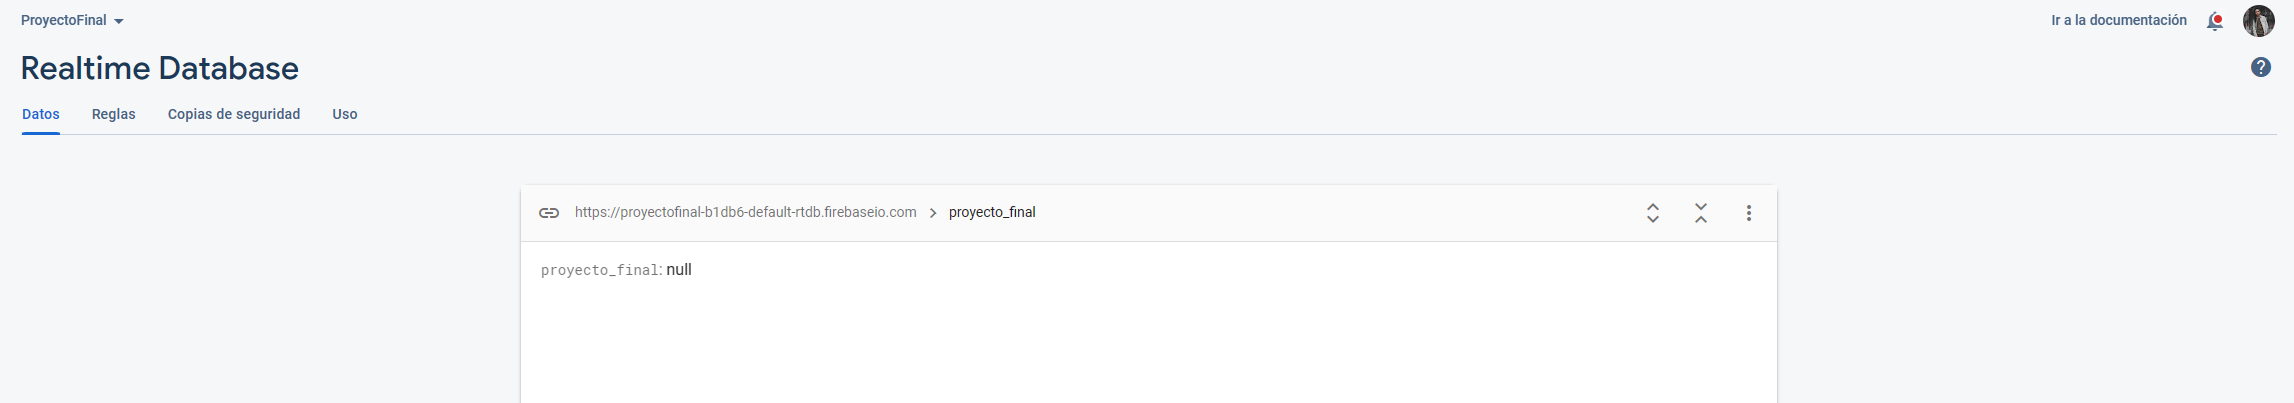 ProyectoFinal
Ir a la documentación
Realtime Database
Datos Reglas Copias de seguridad Uso
https://proyectofinal-b1db6-default-rtdb.firebaseio.com > proyecto_final
proyecto_final: null